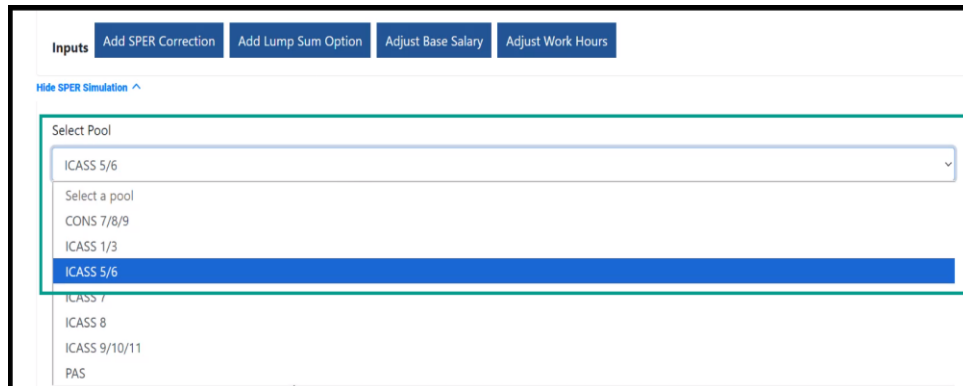 Inputs Add SPER Correction Add Lump Sum Option Adjust Base Salary Adjust Work Hours
Hide SPER Simulation
Select Pool
ICASS 5/6
Select a pool
CONS 7/8/9
ICASS 1/3
ICASS 5/6
ICASS 7
ICASS 8
ICASS 9/10/11
PAS